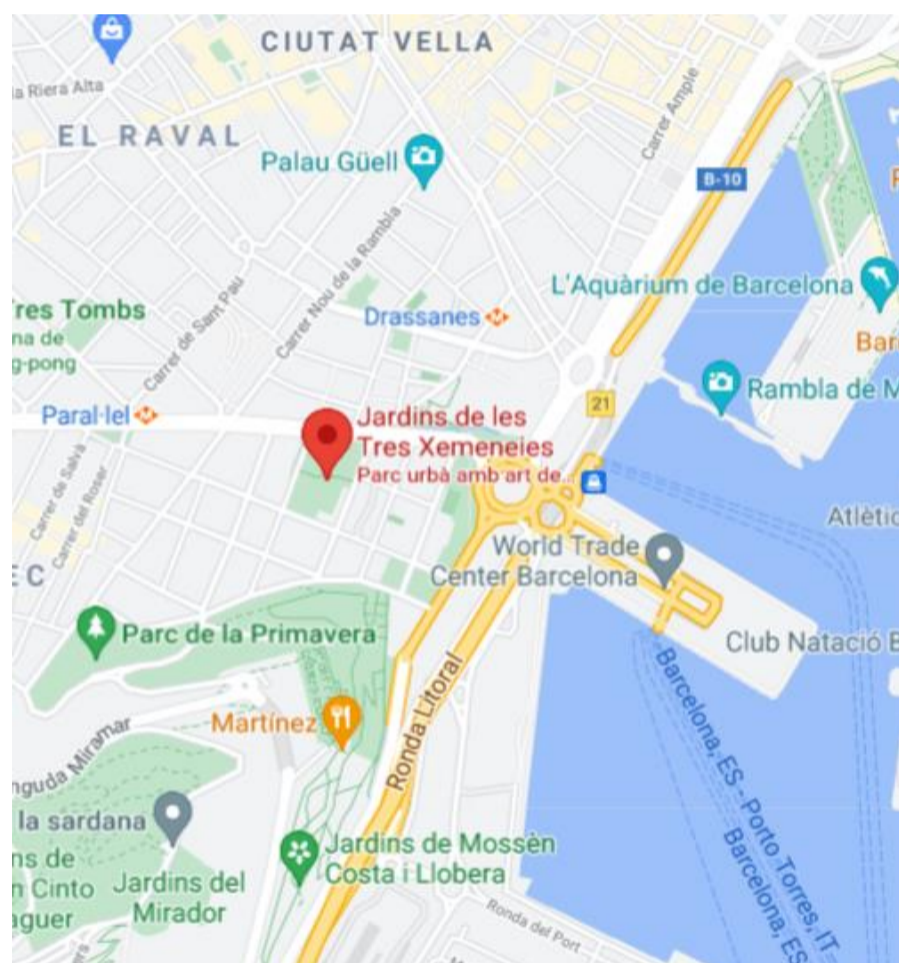 CIUTAT VELLA
la Riera Alta
EL RAVAL
Carrer Ample
Palau Güell
B-10
Carrer Nou de la Rambla
L'Aquàrium de Barcelona
Tres Tombs
na de
g-pong
Drassanes
Carrer de Sant Pau
Bar
Rambla de M
Paral·lel
21
Jardins de les
Tres Xemeneies
Parc urbà amb art de...
Carrer de Salvà
Carrer del Roser
Atlètic
World Trade
Center Barcelona
E C
Parc de la Primavera
Club Natació B
Ronda Litoral
Martínez
nguda Miramar
Barcelona, ES - Porto Torres, IT
Barcelona, ES
la sardana
Jardins de Mossèn
Costa i Llobera
ns de
n Cinto
aguer
Jardins del
Mirador
Ronda del Port